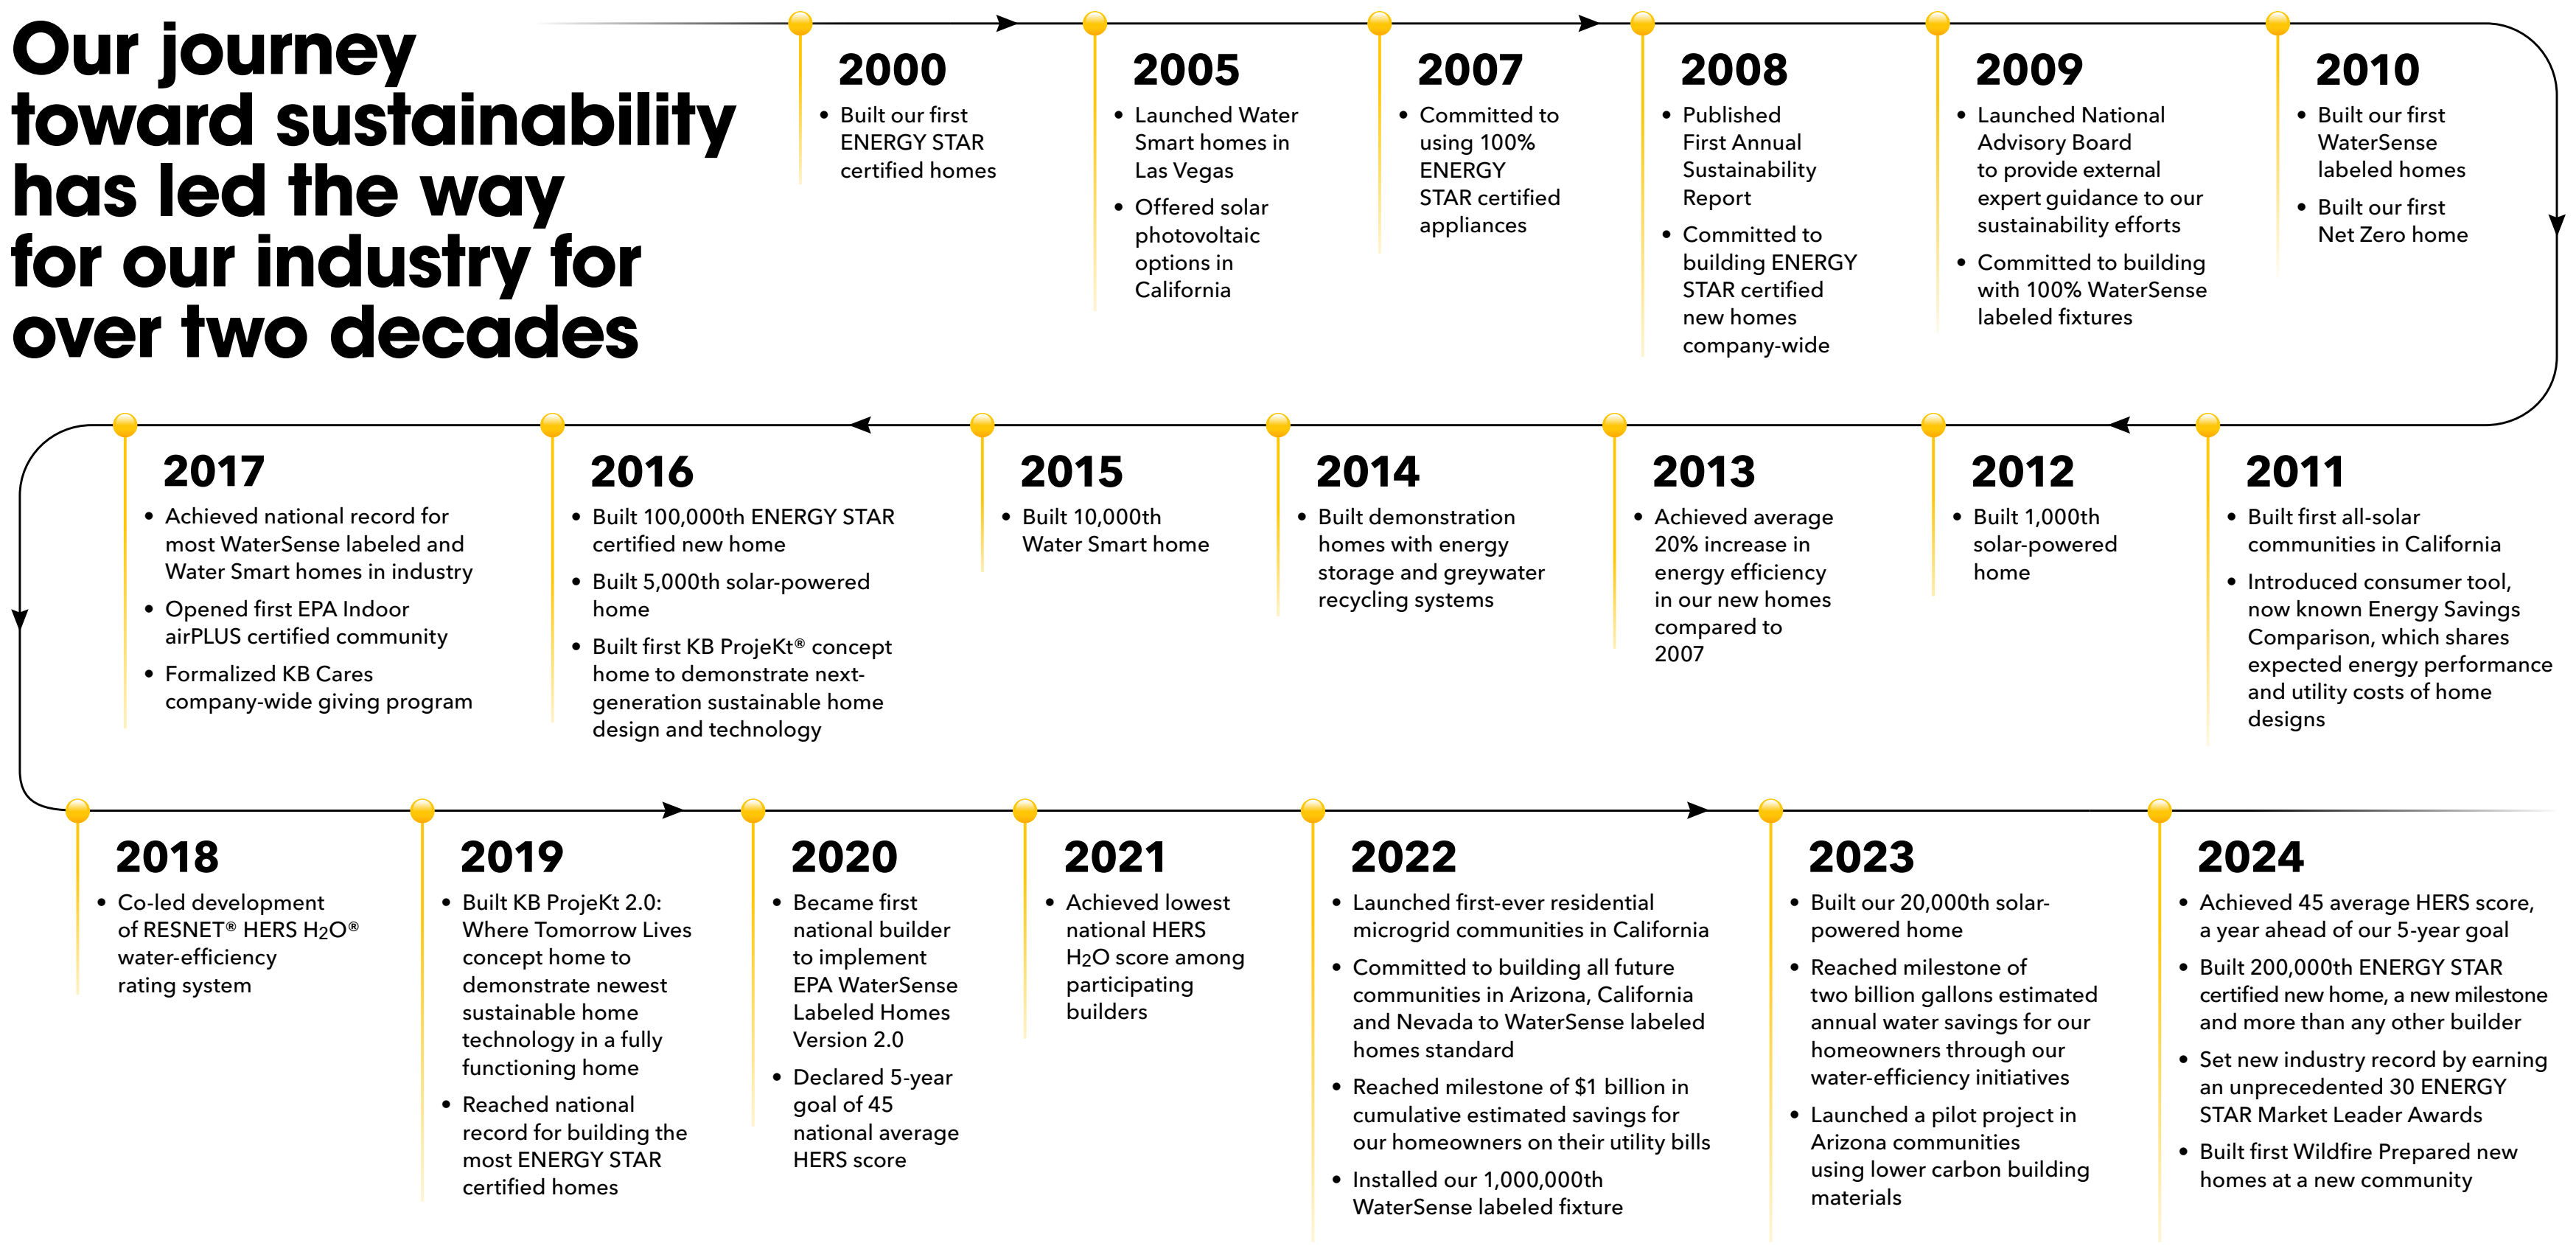 Our journey
toward sustainability
has led the way
for our industry for
over two decades
2000
• Built our first
ENERGY STAR
certified homes
2005
• Launched Water
Smart homes in
Las Vegas
• Offered solar
photovoltaic
options in
California
2007
• Committed to
using 100%
ENERGY
STAR certified
appliances
2008
• Published
First Annual
Sustainability
Report
• Committed to
building ENERGY
STAR certified
new homes
company-wide
2009
• Launched National
Advisory Board
to provide external
expert guidance to our
sustainability efforts
• Committed to building
with 100% WaterSense
labeled fixtures
2010
• Built our first
WaterSense
labeled homes
• Built our first
Net Zero home
2011
• Built first all-solar
communities in California
• Introduced consumer tool,
now known Energy Savings
Comparison, which shares
expected energy performance
and utility costs of home
designs
2012
• Built 1,000th
solar-powered
home
2013
• Achieved average
20% increase in
energy efficiency
in our new homes
compared to
2007
2014
• Built demonstration
homes with energy
storage and greywater
recycling systems
2015
• Built 10,000th
Water Smart home
2016
• Built 100,000th ENERGY STAR
certified new home
• Built 5,000th solar-powered
home
• Built first KB ProjeKt® concept
home to demonstrate next-
generation sustainable home
design and technology
2017
• Achieved national record for
most WaterSense labeled and
Water Smart homes in industry
• Opened first EPA Indoor
airPLUS certified community
• Formalized KB Cares
company-wide giving program
2018
• Co-led development
of RESNET® HERS H2O®
water-efficiency
rating system
2019
• Built KB ProjeKt 2.0:
Where Tomorrow Lives
concept home to
demonstrate newest
sustainable home
technology in a fully
functioning home
• Reached national
record for building the
most ENERGY STAR
certified homes
2020
• Became first
national builder
to implement
EPA WaterSense
Labeled Homes
Version 2.0
• Declared 5-year
goal of 45
national average
HERS score
2021
• Achieved lowest
national HERS
H2O score among
participating
builders
2022
• Launched first-ever residential
microgrid communities in California
• Committed to building all future
communities in Arizona, California
and Nevada to WaterSense labeled
homes standard
• Reached milestone of $1 billion in
cumulative estimated savings for
our homeowners on their utility bills
• Installed our 1,000,000th
WaterSense labeled fixture
2023
• Built our 20,000th solar-
powered home
• Reached milestone of
two billion gallons estimated
annual water savings for our
homeowners through our
water-efficiency initiatives
• Launched a pilot project in
Arizona communities
using lower carbon building
materials
2024
• Achieved 45 average HERS score,
a year ahead of our 5-year goal
• Built 200,000th ENERGY STAR
certified new home, a new milestone
and more than any other builder
• Set new industry record by earning
an unprecedented 30 ENERGY
STAR Market Leader Awards
• Built first Wildfire Prepared new
homes at a new community